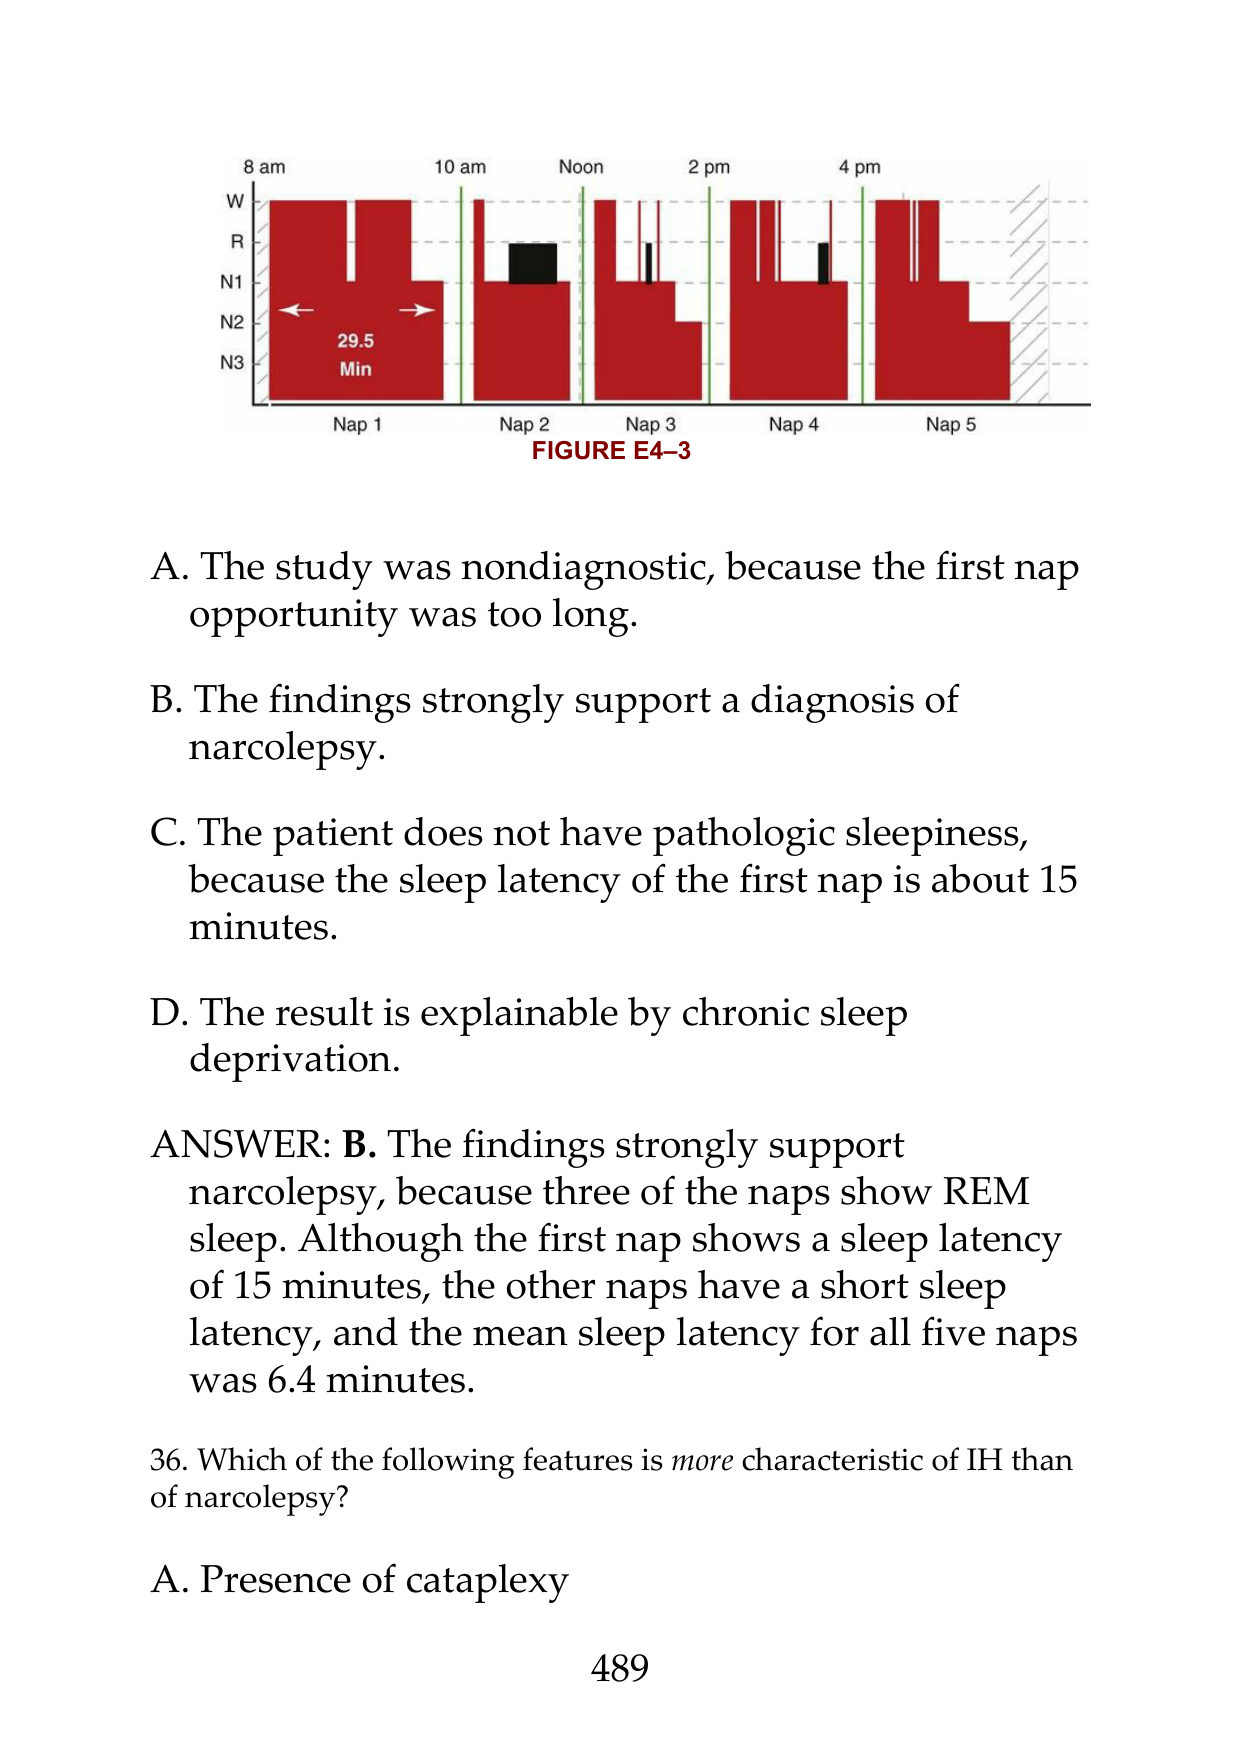 8 am 10 am Noon 2 pm 4 pm
W
R
N1
N2
N3
29.5
Min
Nap 1 Nap 2 Nap 3 Nap 4 Nap 5
FIGURE E4–3
A. The study was nondiagnostic, because the first nap
opportunity was too long.
B. The findings strongly support a diagnosis of
narcolepsy.
C. The patient does not have pathologic sleepiness,
because the sleep latency of the first nap is about 15
minutes.
D. The result is explainable by chronic sleep
deprivation.
ANSWER: B. The findings strongly support
narcolepsy, because three of the naps show REM
sleep. Although the first nap shows a sleep latency
of 15 minutes, the other naps have a short sleep
latency, and the mean sleep latency for all five naps
was 6.4 minutes.
36. Which of the following features is more characteristic of IH than
of narcolepsy?
A. Presence of cataplexy
489